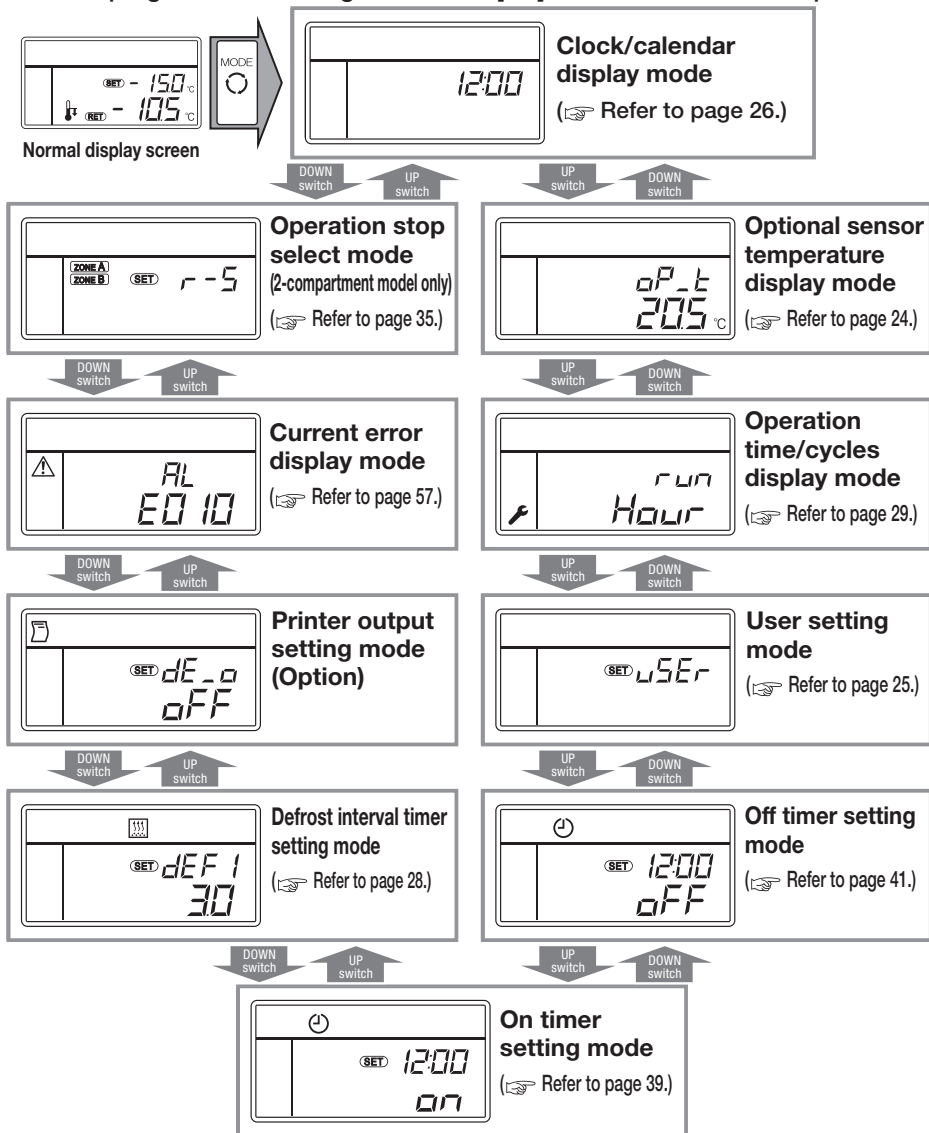 MODE
SET - 15.0 °C
RET - 10.5 °C
Normal display screen
12:00
Clock/calendar
display mode
(☞ Refer to page 26.)
DOWN
switch
UP
switch
UP
switch
DOWN
switch
ZONE A
ZONE B
SET r-S
Operation stop
select mode
(2-compartment model only)
(☞ Refer to page 35.)
oP_t
20.5 °C
Optional sensor
temperature
display mode
(☞ Refer to page 24.)
DOWN
switch
UP
switch
UP
switch
DOWN
switch
AL
E010
Current error
display mode
(☞ Refer to page 57.)
run
Hour
Operation
time/cycles
display mode
(☞ Refer to page 29.)
DOWN
switch
UP
switch
UP
switch
DOWN
switch
SET dE_o
oFF
Printer output
setting mode
(Option)
SET uSEr
User setting
mode
(☞ Refer to page 25.)
DOWN
switch
UP
switch
UP
switch
DOWN
switch
SET dEF I
3.0
Defrost interval timer
setting mode
(☞ Refer to page 28.)
SET 12:00
oFF
Off timer setting
mode
(☞ Refer to page 41.)
DOWN
switch
UP
switch
UP
switch
DOWN
switch
SET 12:00
on
On timer
setting mode
(☞ Refer to page 39.)